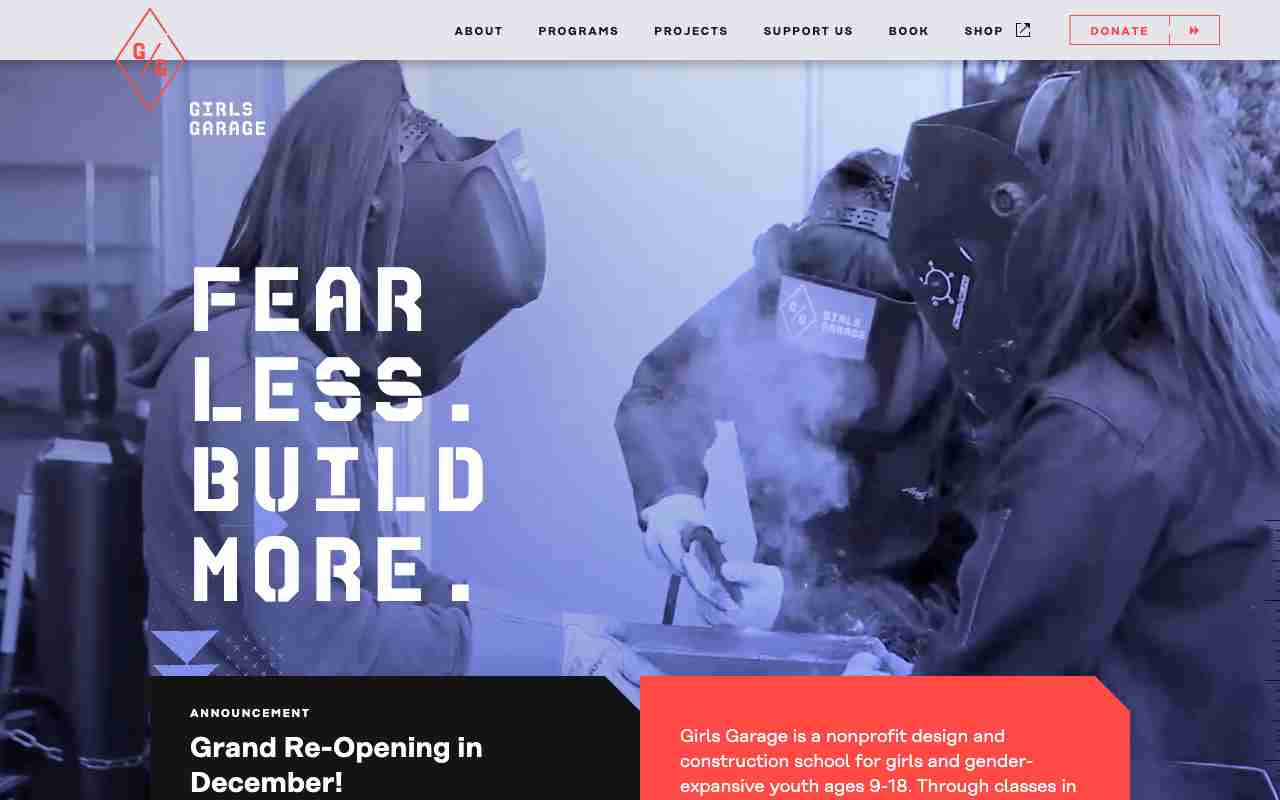 ABOUT PROGRAMS PROJECTS SUPPORT US BOOK SHOP DONATE
G/G
GIRLS
GARAGE
FEAR
LESS.
BUILD
MORE.
G/G GIRLS
GARAGE
ANNOUNCEMENT
Grand Re-Opening in
December!
Girls Garage is a nonprofit design and
construction school for girls and gender-
expansive youth ages 9-18. Through classes in